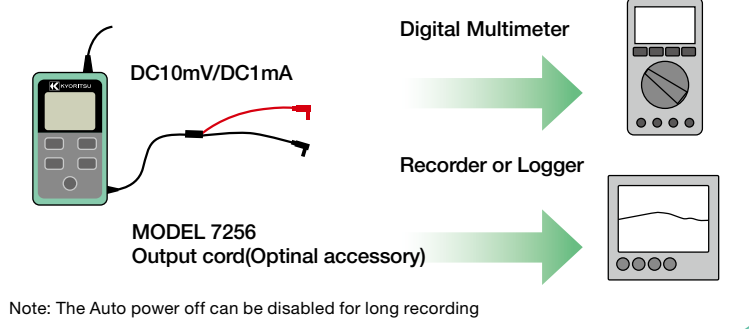 Digital Multimeter
DC10mV/DC1mA
KYORITSU
Recorder or Logger
MODEL 7256
Output cord(Optinal accessory)
Note: The Auto power off can be disabled for long recording